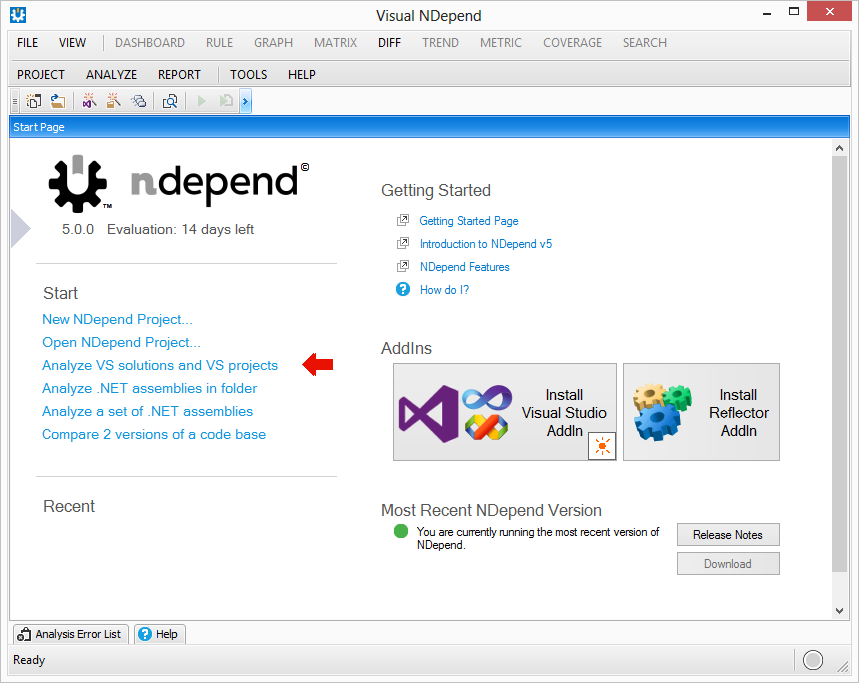 Visual NDepend
FILE VIEW DASHBOARD RULE GRAPH MATRIX DIFF TREND METRIC COVERAGE SEARCH
PROJECT ANALYZE REPORT TOOLS HELP
Start Page
ndepend©
™
5.0.0 Evaluation: 14 days left
Start
New NDepend Project...
Open NDepend Project...
Analyze VS solutions and VS projects
Analyze .NET assemblies in folder
Analyze a set of .NET assemblies
Compare 2 versions of a code base
Recent
Getting Started
Getting Started Page
Introduction to NDepend v5
NDepend Features
How do I?
AddIns
Install
Visual Studio
AddIn
Install
Reflector
AddIn
Most Recent NDepend Version
You are currently running the most recent version of
NDepend.
Release Notes
Download
Analysis Error List
Help
Ready